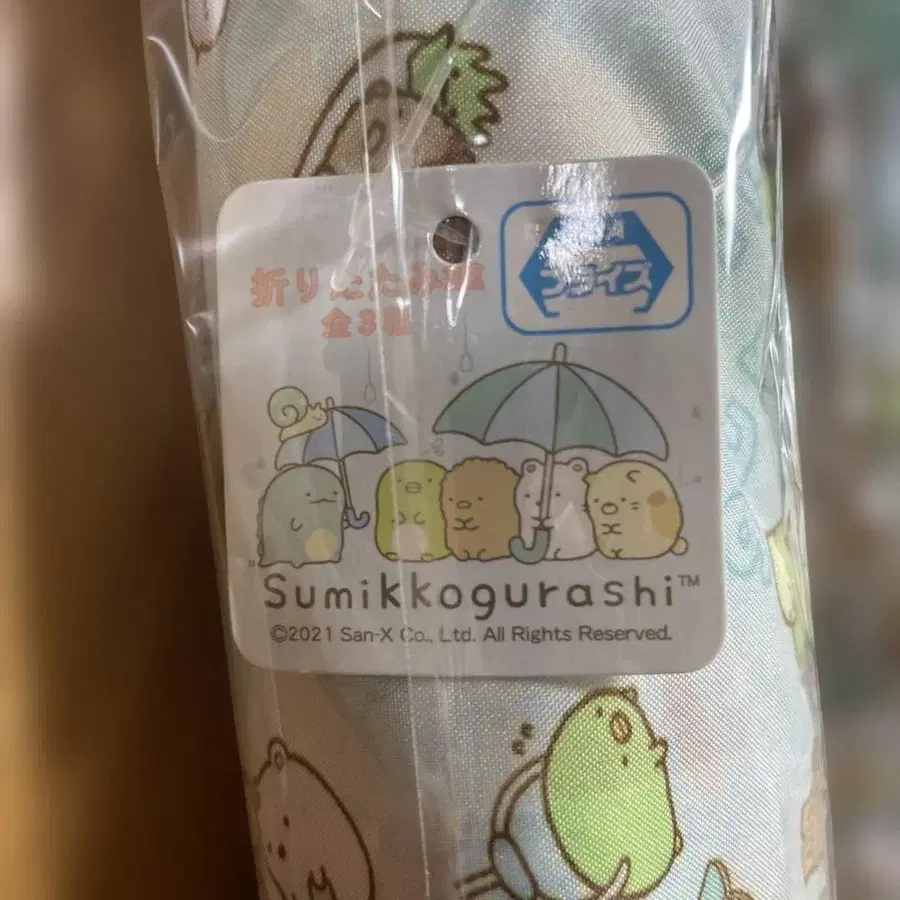 折りたたみ傘
全3種
プライズ
Sumikkogurashi™
©2021 San-X Co., Ltd. All Rights Reserved.